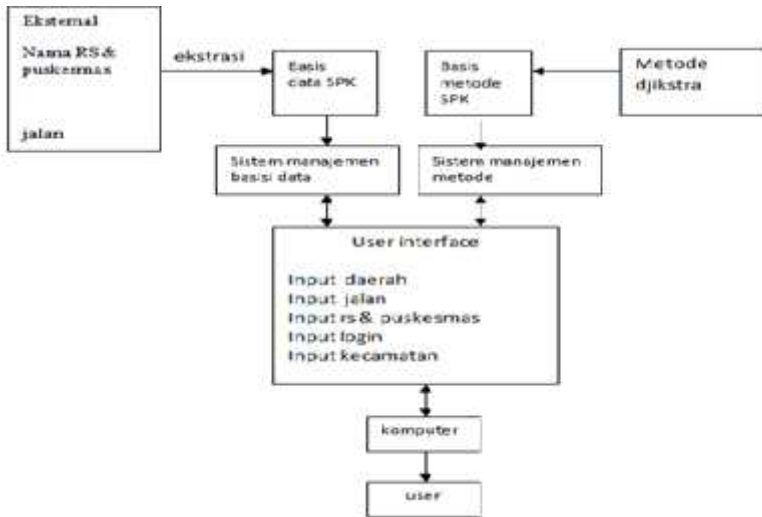 Eksternal
Nama RS &
puskesmas
jalan
ekstrasi
Basis
data SPK
Basis
metode
SPK
Metode
djikstra
Sistem manajemen
basisi data
Sistem manajemen
metode
User interface
Input daerah
Input jalan
Input rs & puskesmas
Input login
Input kecamatan
komputer
user